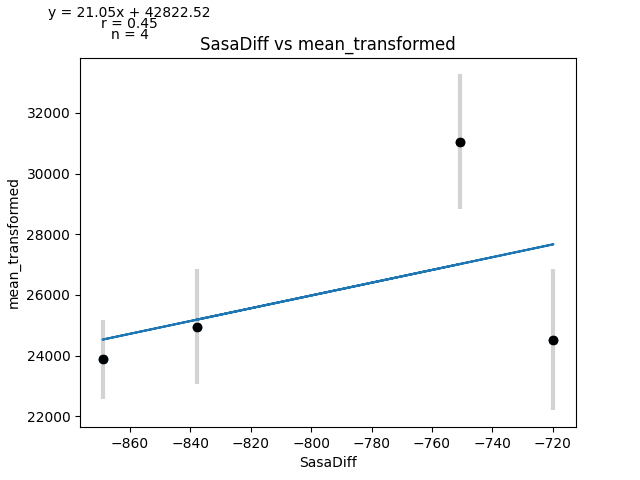 y = 21.05x + 42822.52
r = 0.45
n = 4
SasaDiff vs mean_transformed
32000
30000
28000
26000
24000
22000
mean_transformed
−860
−840
−820
−800
−780
−760
−740
−720
SasaDiff